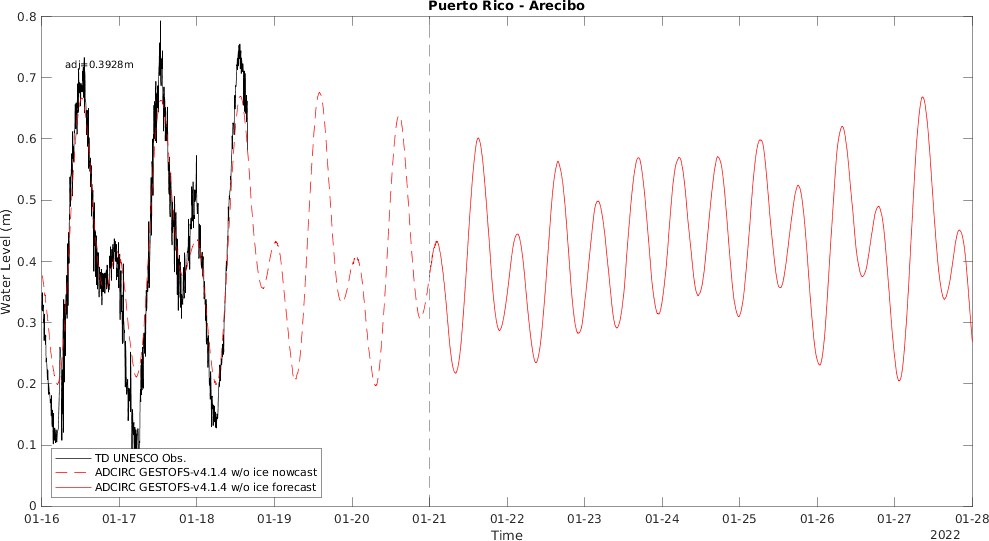 Puerto Rico - Arecibo
adj=0.3928m
Water Level (m)
0.8
0.7
0.6
0.5
0.4
0.3
0.2
0.1
0
TD UNESCO Obs.
ADCIRC GESTOFS-v4.1.4 w/o ice nowcast
ADCIRC GESTOFS-v4.1.4 w/o ice forecast
01-16 01-17 01-18 01-19 01-20 01-21 01-22 01-23 01-24 01-25 01-26 01-27 01-28
Time
2022